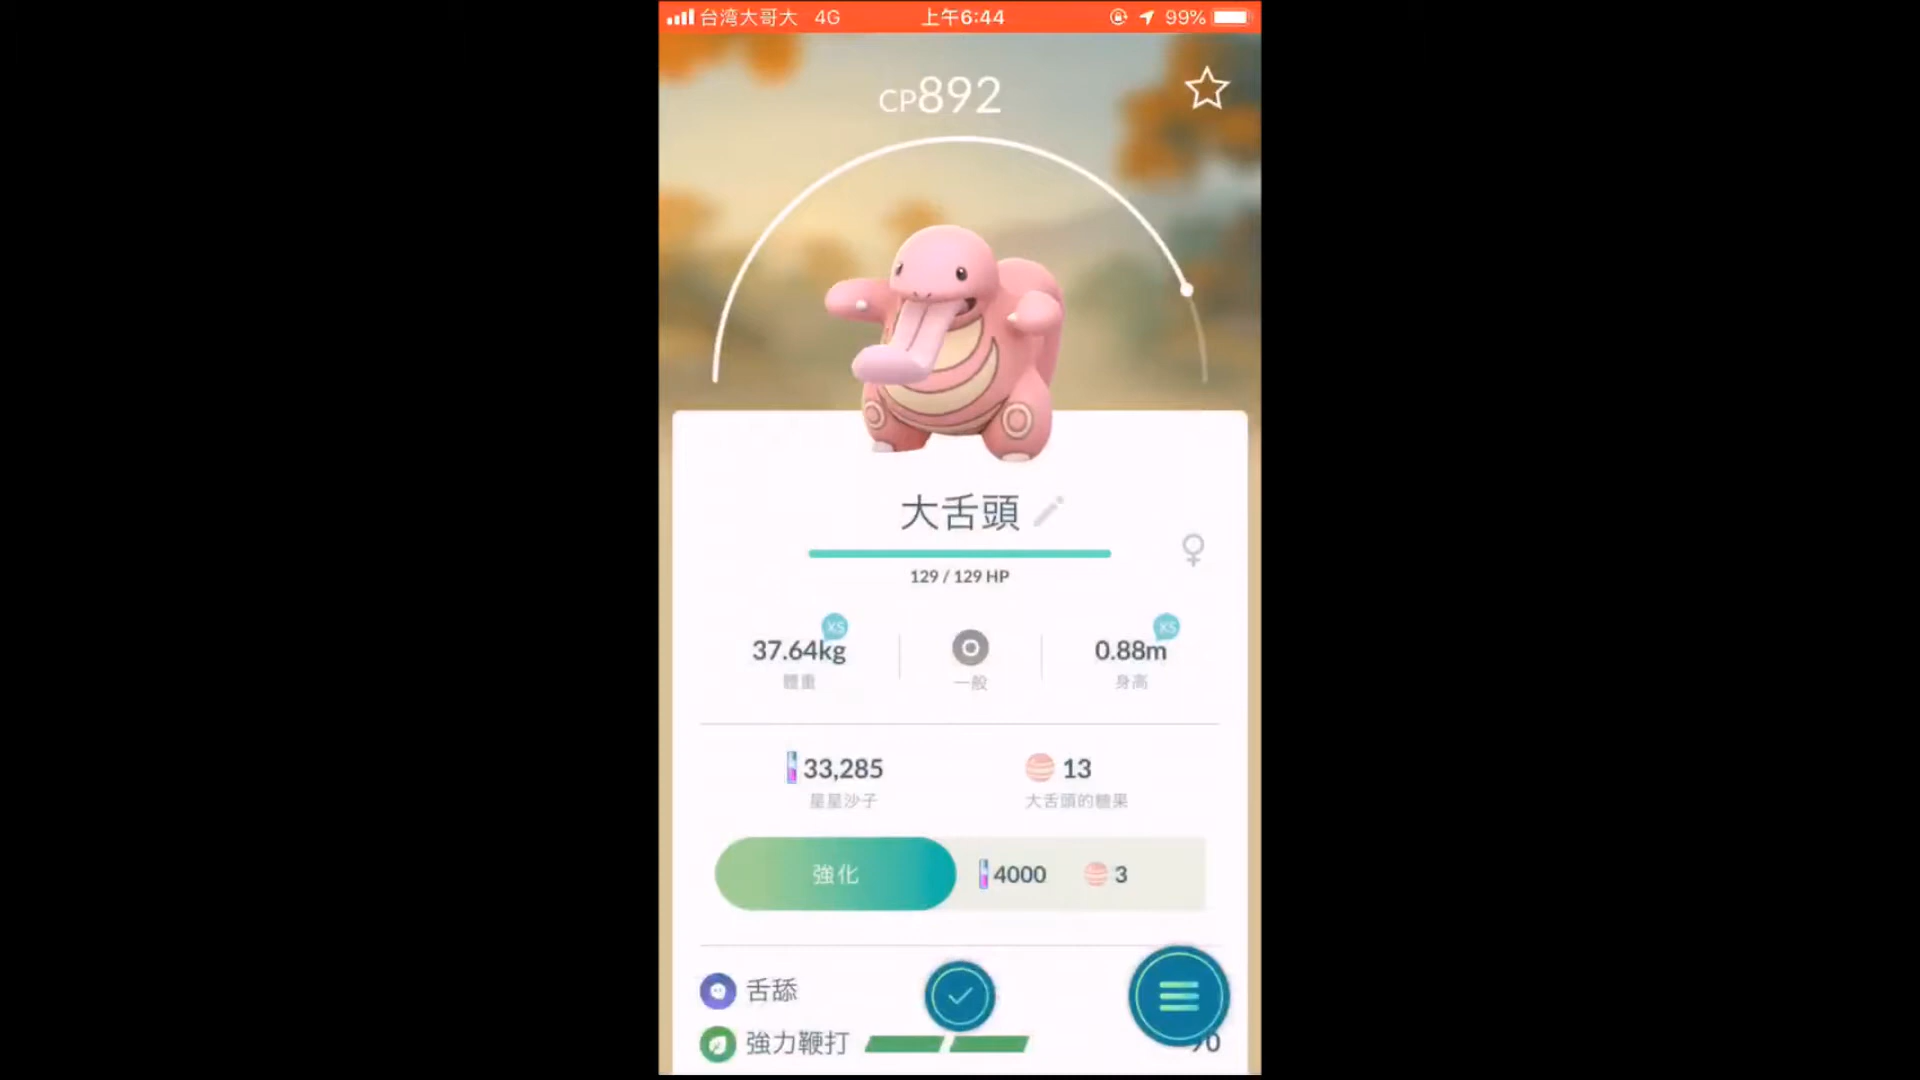 台湾大哥大 4G 上午6:44 99%
CP892
大舌頭
129 / 129 HP
XS XS
37.64kg 0.88m
體重 一般 身高
33,285 13
星星沙子 大舌頭的糖果
強化 4000 3
舌舔
強力鞭打 90